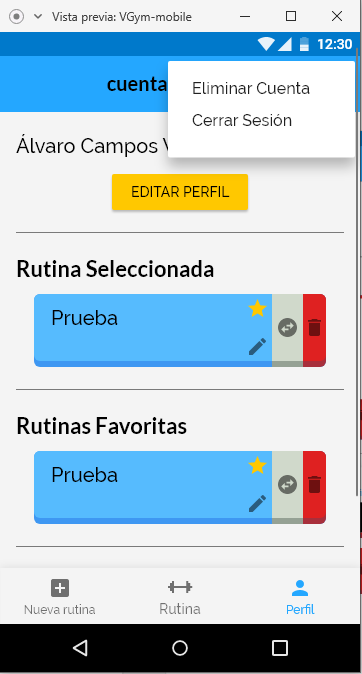 Vista previa: VGym-mobile
12:30
cuenta
Eliminar Cuenta
Cerrar Sesión
Álvaro Campos
EDITAR PERFIL
Rutina Seleccionada
Prueba
Rutinas Favoritas
Prueba
Nueva rutina
Rutina
Perfil